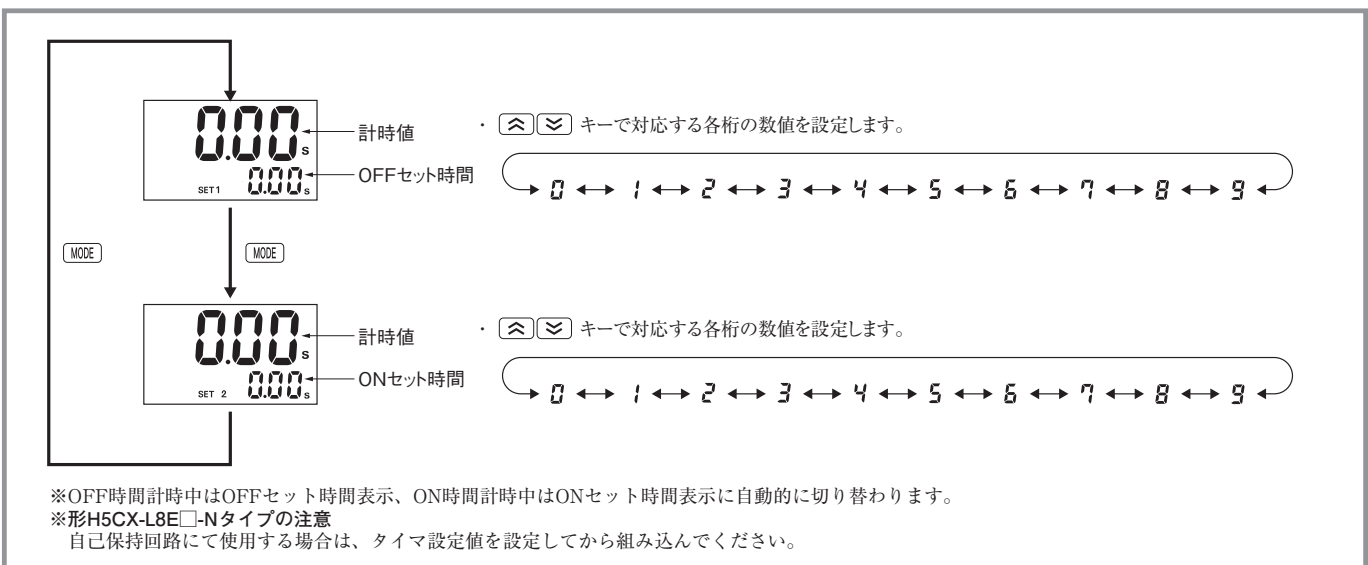 0.00 s
計時値
SET 1 0.00 s
OFFセット時間
・ キーで対応する各桁の数値を設定します。
0 ↔ 1 ↔ 2 ↔ 3 ↔ 4 ↔ 5 ↔ 6 ↔ 7 ↔ 8 ↔ 9
MODE
MODE
0.00 s
計時値
SET 2 0.00 s
ONセット時間
・ キーで対応する各桁の数値を設定します。
0 ↔ 1 ↔ 2 ↔ 3 ↔ 4 ↔ 5 ↔ 6 ↔ 7 ↔ 8 ↔ 9
※OFF時間計時中はOFFセット時間表示、ON時間計時中はONセット時間表示に自動的に切り替わります。
※形H5CX-L8E□-Nタイプの注意
自己保持回路にて使用する場合は、タイマ設定値を設定してから組み込んでください。